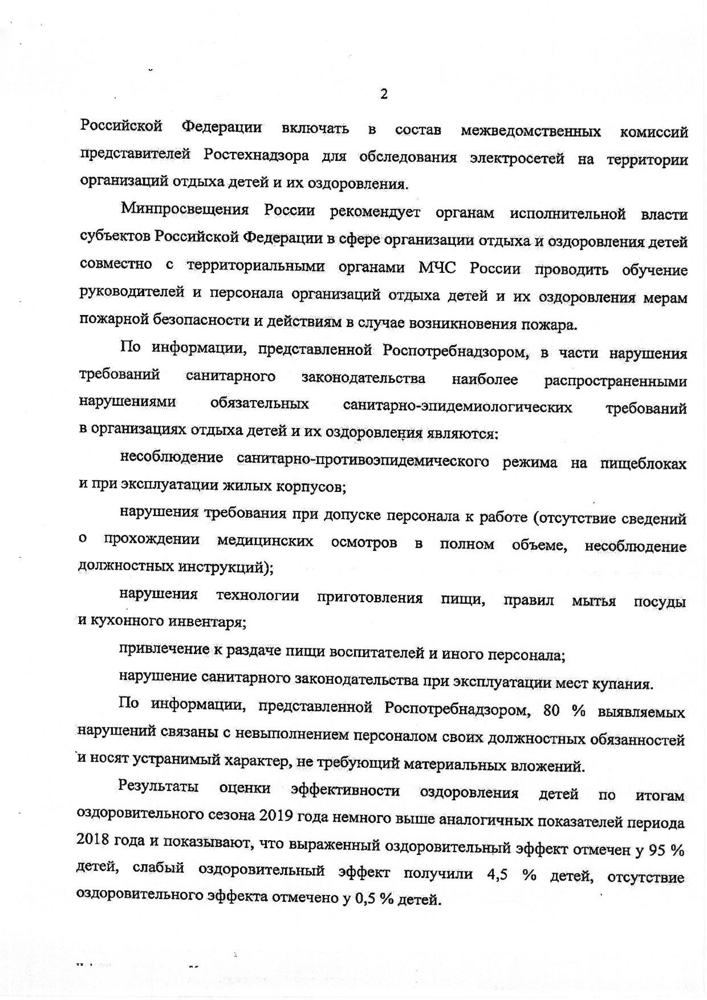 2
Российской Федерации включать в состав межведомственных комиссий
представителей Ростехнадзора для обследования электросетей на территории
организаций отдыха детей и их оздоровления.
Минпросвещения России рекомендует органам исполнительной власти
субъектов Российской Федерации в сфере организации отдыха и оздоровления детей
совместно с территориальными органами МЧС России проводить обучение
руководителей и персонала организаций отдыха детей и их оздоровления мерам
пожарной безопасности и действиям в случае возникновения пожара.
По информации, представленной Роспотребнадзором, в части нарушения
требований санитарного законодательства наиболее распространенными
нарушениями обязательных санитарно-эпидемиологических требований
в организациях отдыха детей и их оздоровления являются:
несоблюдение санитарно-противоэпидемического режима на пищеблоках
и при эксплуатации жилых корпусов;
нарушения требования при допуске персонала к работе (отсутствие сведений
о прохождении медицинских осмотров в полном объеме, несоблюдение
должностных инструкций);
нарушения технологии приготовления пищи, правил мытья посуды
и кухонного инвентаря;
привлечение к раздаче пищи воспитателей и иного персонала;
нарушение санитарного законодательства при эксплуатации мест купания.
По информации, представленной Роспотребнадзором, 80 % выявляемых
нарушений связаны с невыполнением персоналом своих должностных обязанностей
и носят устранимый характер, не требующий материальных вложений.
Результаты оценки эффективности оздоровления детей по итогам
оздоровительного сезона 2019 года немного выше аналогичных показателей периода
2018 года и показывают, что выраженный оздоровительный эффект отмечен у 95 %
детей, слабый оздоровительный эффект получили 4,5 % детей, отсутствие
оздоровительного эффекта отмечено у 0,5 % детей.